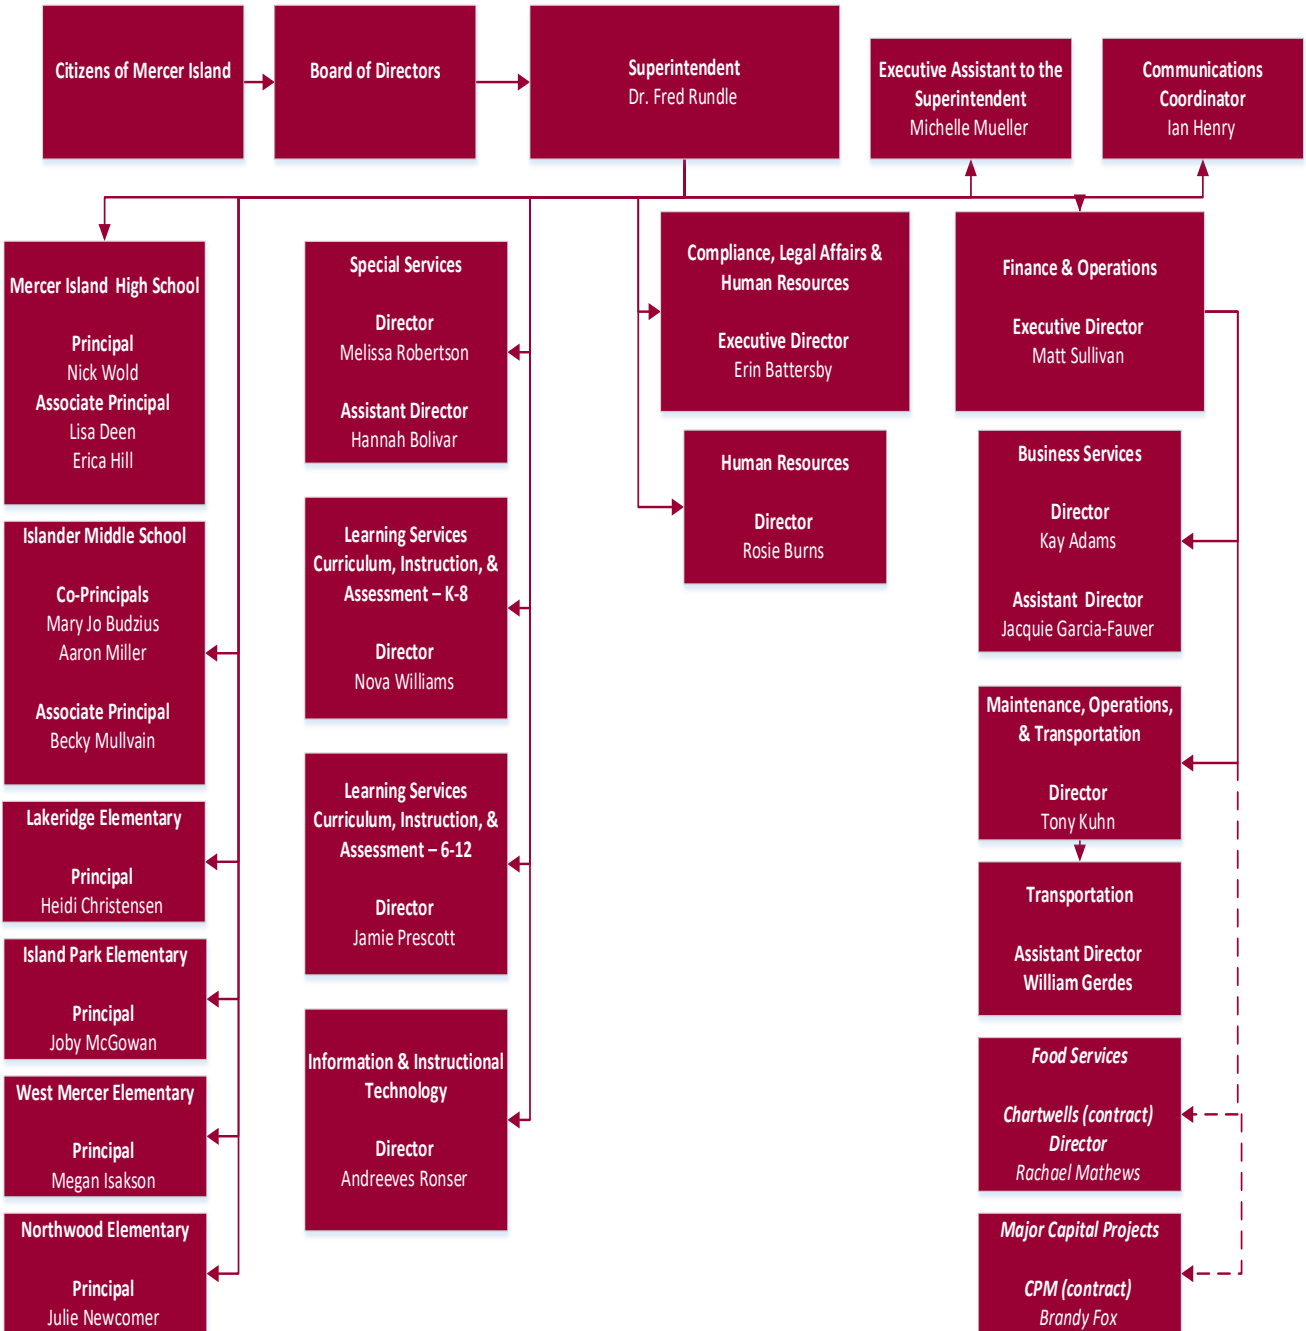 Citizens of Mercer Island
Board of Directors
Superintendent
Dr. Fred Rundle
Executive Assistant to the
Superintendent
Michelle Mueller
Communications
Coordinator
Ian Henry
Mercer Island High School
Principal
Nick Wold
Associate Principal
Lisa Deen
Erica Hill
Islander Middle School
Co-Principals
Mary Jo Budzius
Aaron Miller
Associate Principal
Becky Mullvain
Lakeridge Elementary
Principal
Heidi Christensen
Island Park Elementary
Principal
Joby McGowan
West Mercer Elementary
Principal
Megan Isakson
Northwood Elementary
Principal
Julie Newcomer
Special Services
Director
Melissa Robertson
Assistant Director
Hannah Bolivar
Learning Services
Curriculum, Instruction, &
Assessment – K-8
Director
Nova Williams
Learning Services
Curriculum, Instruction, &
Assessment – 6-12
Director
Jamie Prescott
Information & Instructional
Technology
Director
Andreeves Ronser
Compliance, Legal Affairs &
Human Resources
Executive Director
Erin Battersby
Human Resources
Director
Rosie Burns
Finance & Operations
Executive Director
Matt Sullivan
Business Services
Director
Kay Adams
Assistant Director
Jacquie Garcia-Fauver
Maintenance, Operations,
& Transportation
Director
Tony Kuhn
Transportation
Assistant Director
William Gerdes
Food Services
Chartwells (contract)
Director
Rachael Mathews
Major Capital Projects
CPM (contract)
Brandy Fox